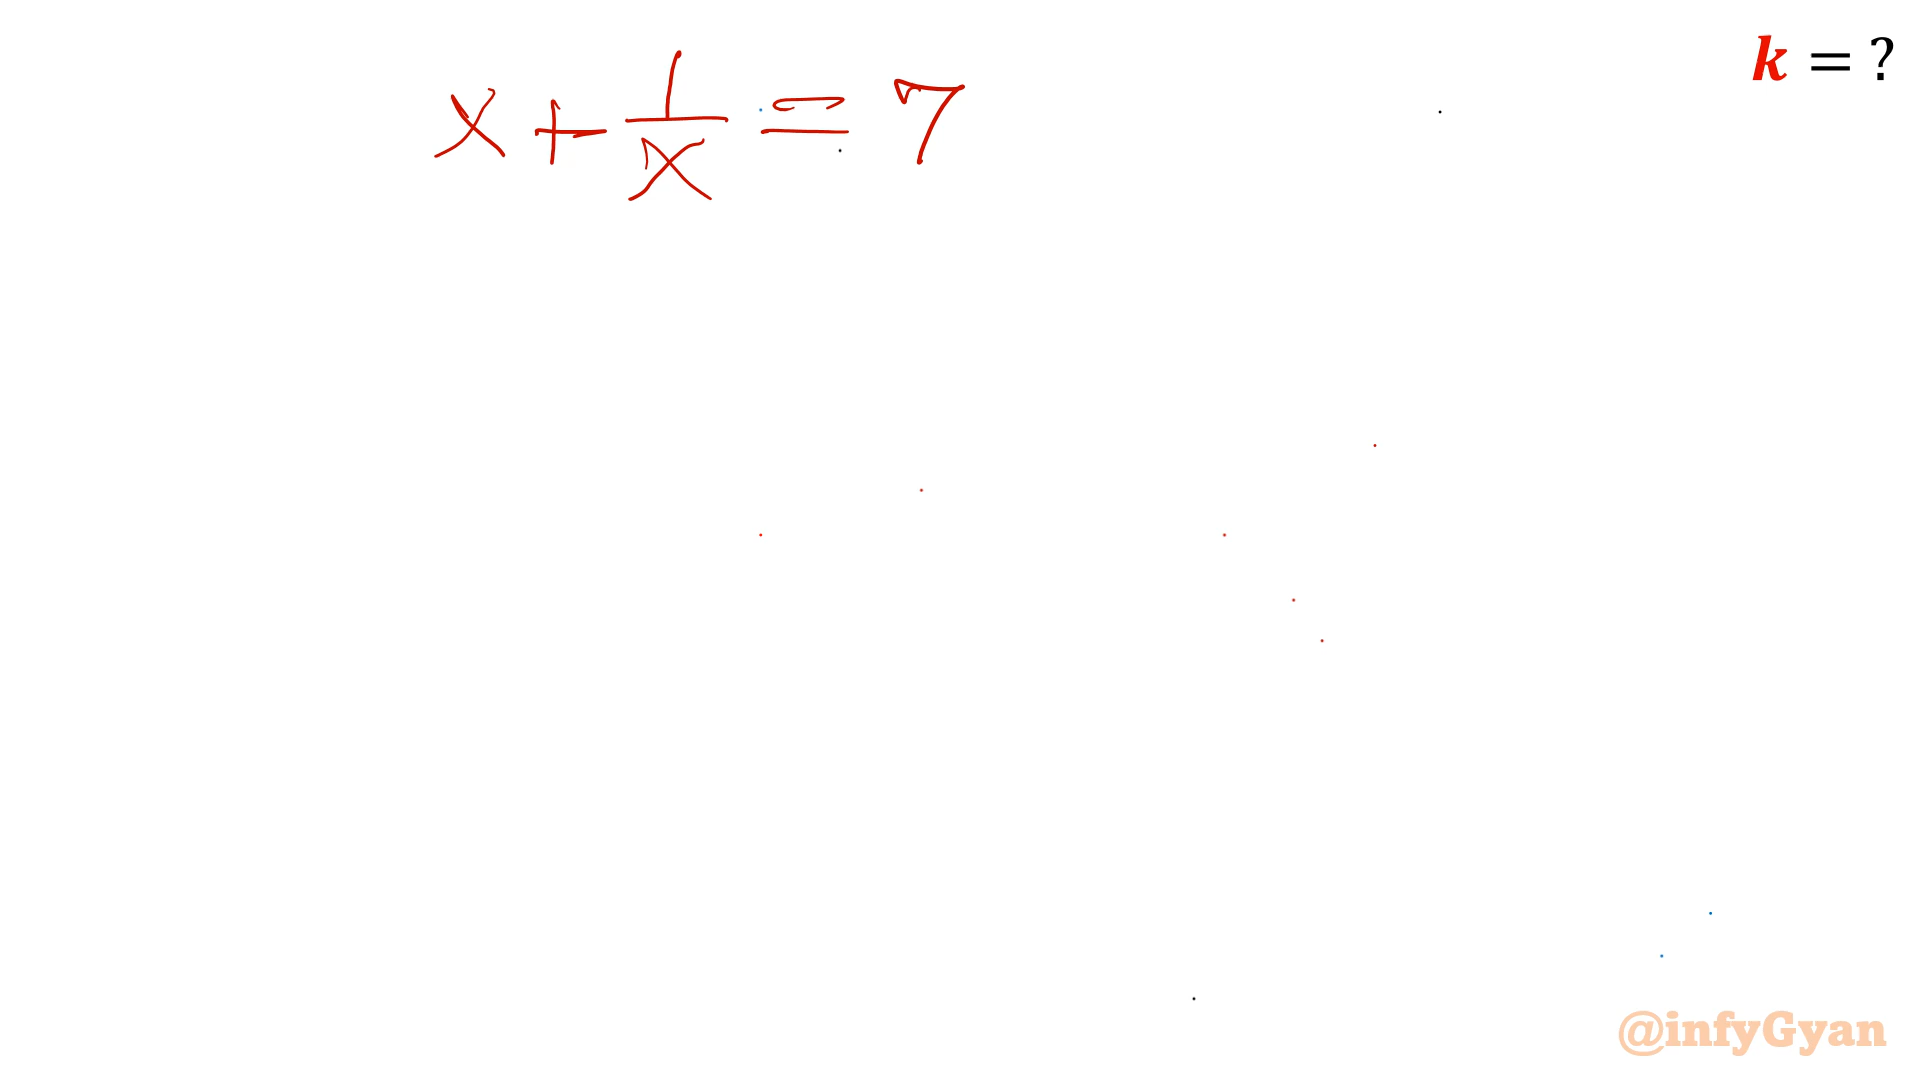 k = ?
x + 1/x = 7
@infyGyan